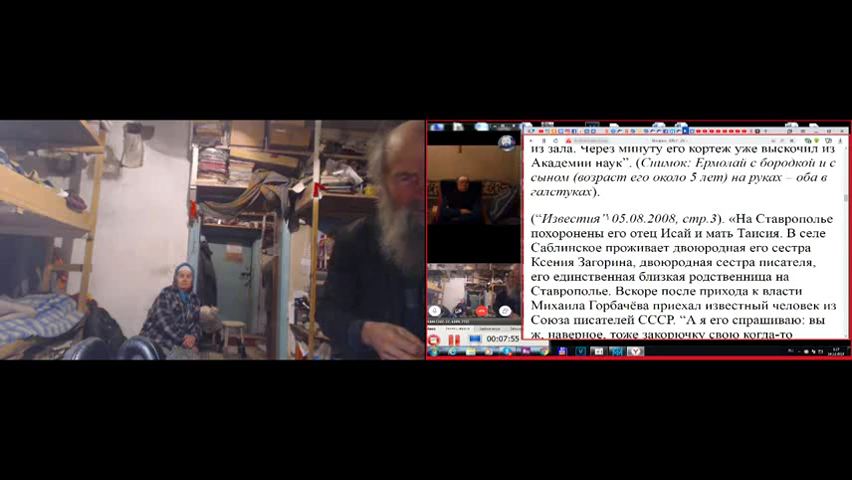 из зала. Через минуту его кортеж уже выскочил из
Академии наук”. (Снимок: Ермолай с бородкой и с
сыном (возраст его около 5 лет) на руках – оба в
галстуках).
(“Известия” 05.08.2008, стр.3). «На Ставрополье
похоронены его отец Исай и мать Таисия. В селе
Саблинское проживает двоюродная его сестра
Ксения Загорина, двоюродная сестра писателя,
его единственная близкая родственница на
Ставрополье. Вскоре после прихода к власти
Михаила Горбачёва приехал известный человек из
Союза писателей СССР. “А я его спрашиваю: вы
ж, наверное, тоже закорючку свою когда-то
00:07:55